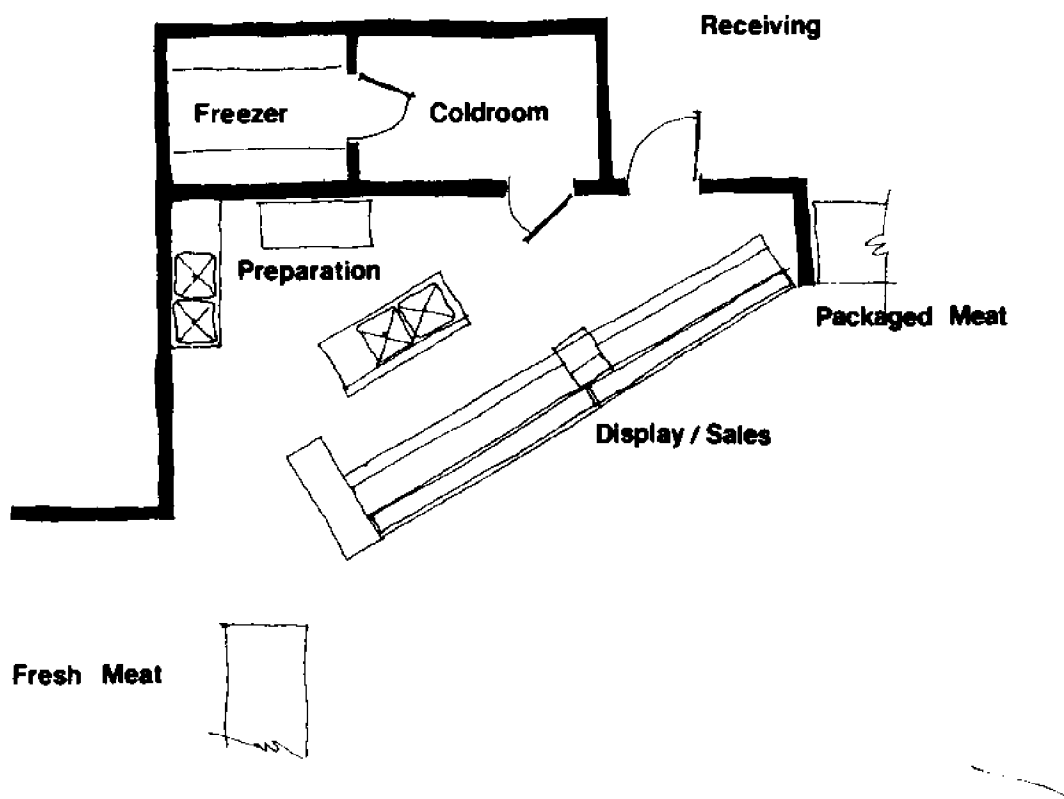 Receiving
Freezer
Coldroom
Preparation
Packaged Meat
Display / Sales
Fresh Meat